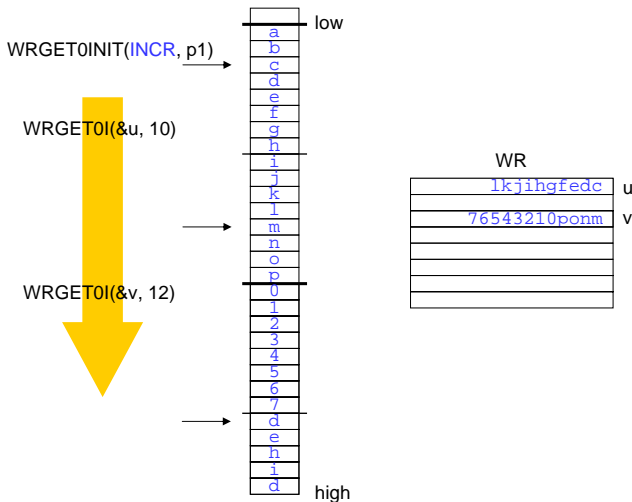 low
a
WRGET0INIT(INCR, p1)
b
c
d
e
f
WRGET0I(&u, 10)
g
h
i
WR
j
k
lkjihgfedc u
l
m
76543210ponm v
n
o
p
WRGET0I(&v, 12)
0
1
2
3
4
5
6
7
d
e
h
i
d
high